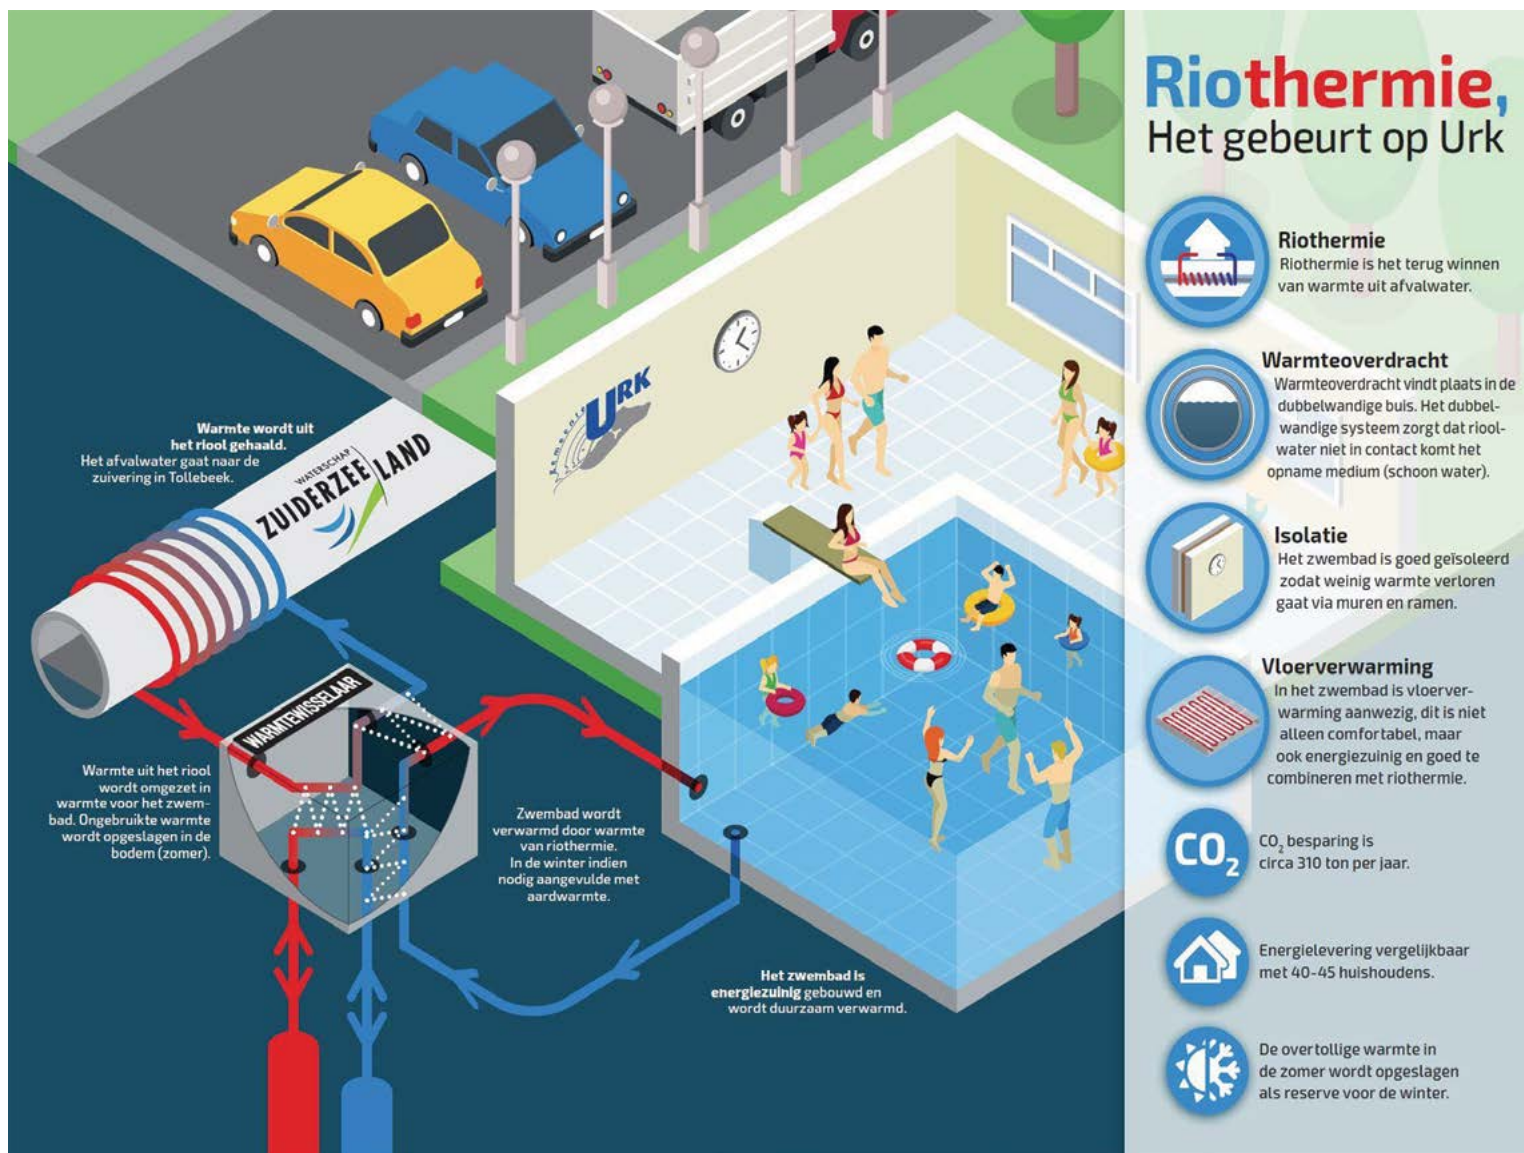 Riothermie,
Het gebeurt op Urk
Riothermie
Riothermie is het terug winnen
van warmte uit afvalwater.
Warmteoverdracht
Warmteoverdracht vindt plaats in de
dubbelwandige buis. Het dubbel-
wandige systeem zorgt dat riool-
water niet in contact komt het
opname medium (schoon water).
Isolatie
Het zwembad is goed geïsoleerd
zodat weinig warmte verloren
gaat via muren en ramen.
Vloerverwarming
In het zwembad is vloerver-
warming aanwezig, dit is niet
alleen comfortabel, maar
ook energiezuinig en goed te
combineren met riothermie.
CO2
CO2 besparing is
circa 310 ton per jaar.
Energielevering vergelijkbaar
met 40-45 huishoudens.
De overtollige warmte in
de zomer wordt opgeslagen
als reserve voor de winter.
gemeente
URK
Warmte wordt uit
het riool gehaald.
Het afvalwater gaat naar de
zuivering in Tollebeek.
WATERSCHAP
ZUIDERZEELAND
WARMTEWISSELAAR
Warmte uit het riool
wordt omgezet in
warmte voor het zwem-
bad. Ongebruikte warmte
wordt opgeslagen in de
bodem (zomer).
Zwembad wordt
verwarmd door warmte
van riothermie.
In de winter indien
nodig aangevulde met
aardwarmte.
Het zwembad is
energiezuinig gebouwd en
wordt duurzaam verwarmd.